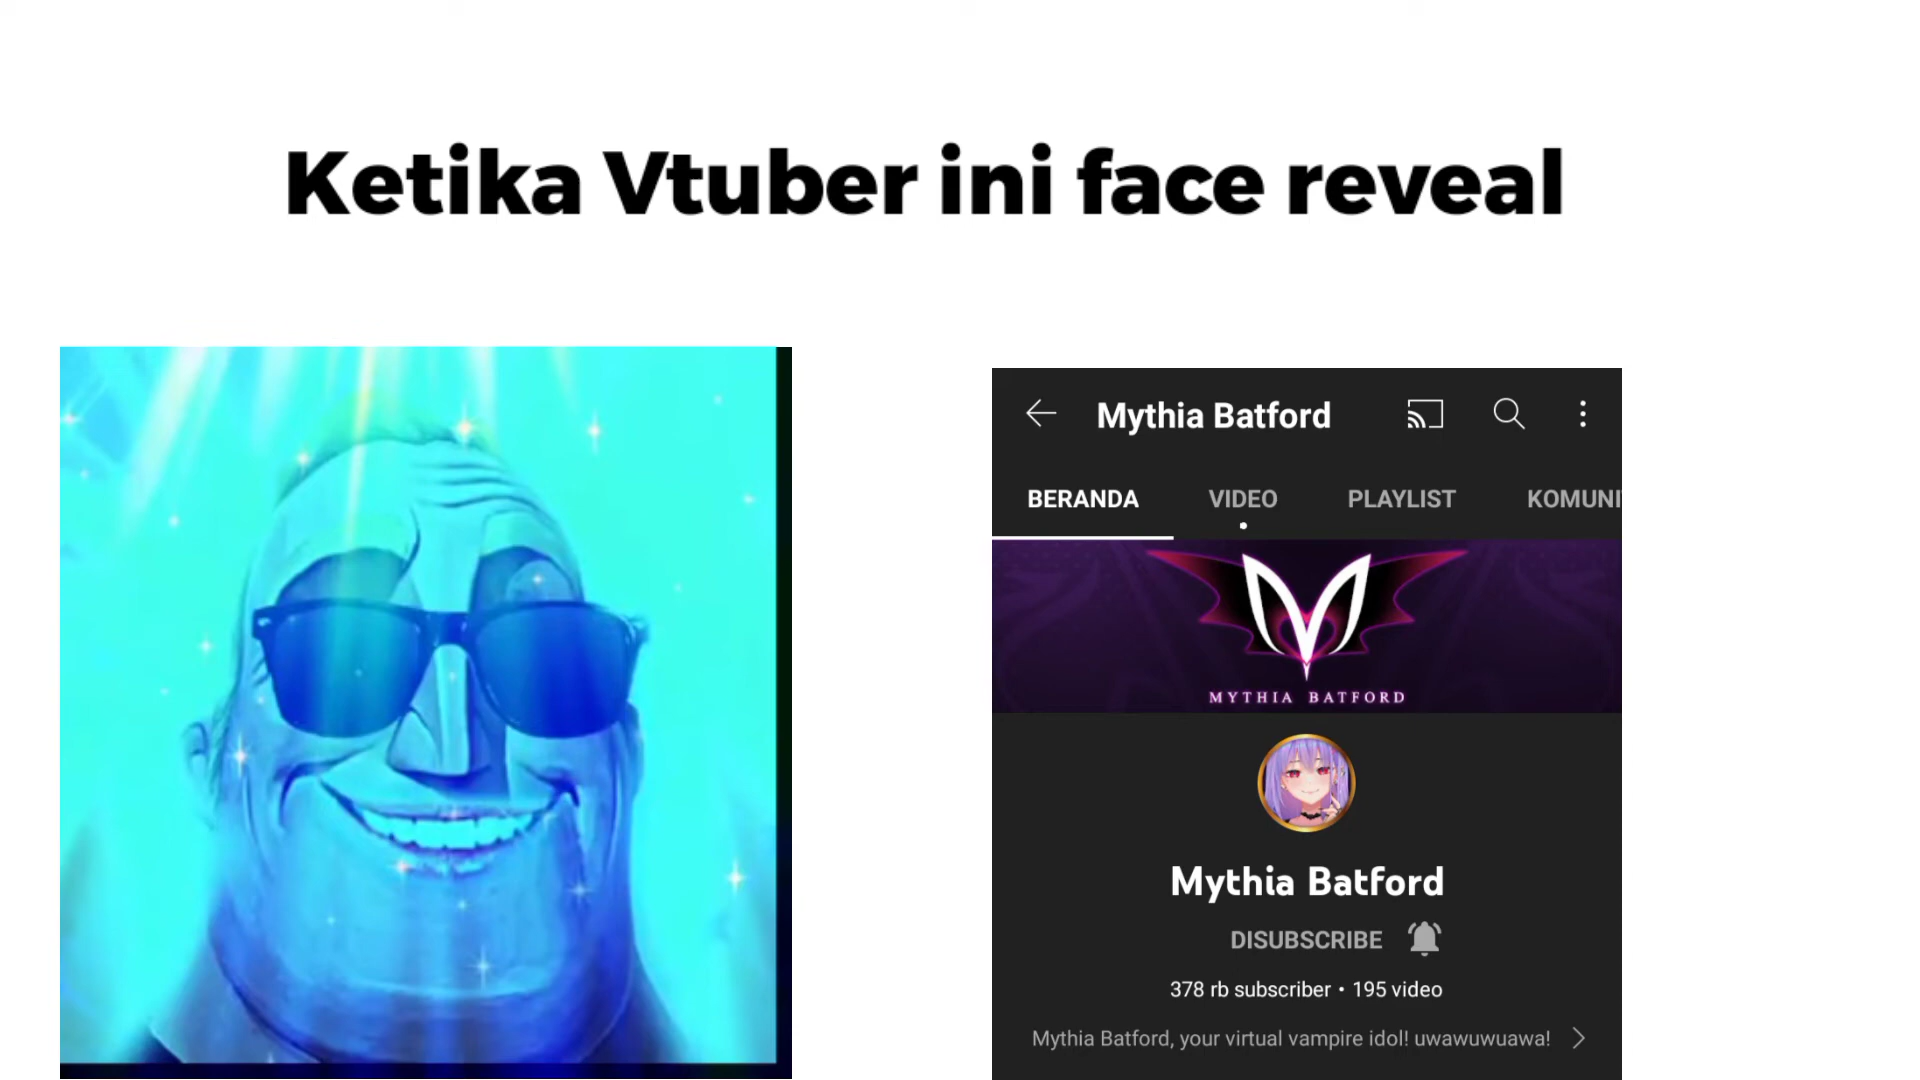 Ketika Vtuber ini face reveal
Mythia Batford
BERANDA VIDEO PLAYLIST KOMUNI
MYTHIA BATFORD
Mythia Batford
DISUBSCRIBE
378 rb subscriber • 195 video
Mythia Batford, your virtual vampire idol! uwawuwuawa!